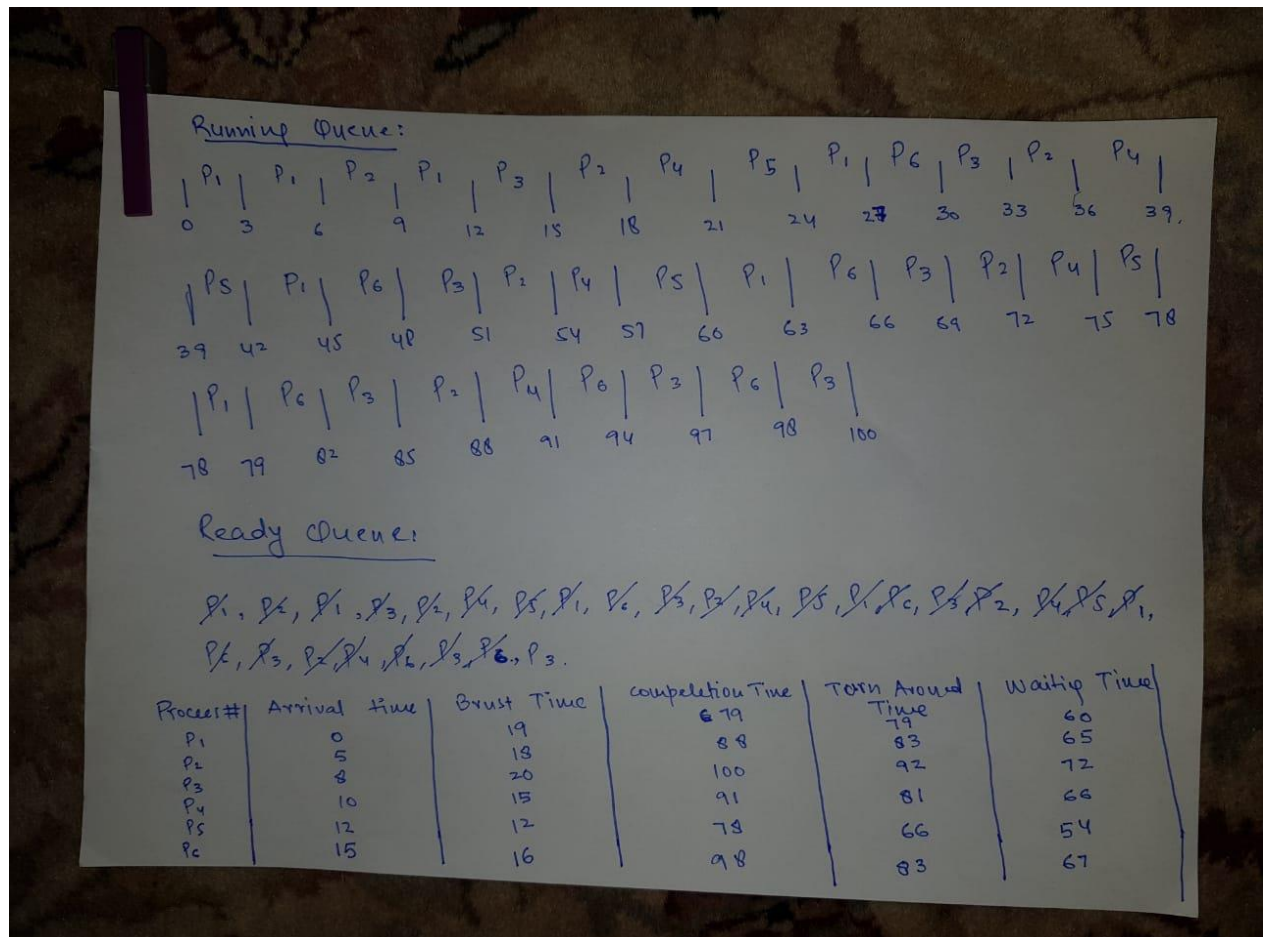 Running Queue:
| P1 | P1 | P2 | P1 | P3 | P2 | P4 | P5 | P1 | P6 | P3 | P2 | P4 |
0 3 6 9 12 15 18 21 24 27 30 33 36 39.
| P5 | P1 | P6 | P3 | P2 | P4 | P5 | P1 | P6 | P3 | P2 | P4 | P5 |
39 42 45 48 51 54 57 60 63 66 69 72 75 78
| P1 | P6 | P3 | P2 | P4 | P6 | P3 | P6 | P3 |
78 79 82 85 88 91 94 97 98 100
Ready Queue:
P1, P2, P1, P3, P2, P4, P5, P1, P6, P3, P2, P4, P5, P1, P6, P3 P2, P4, P5, P1,
P6, P3, P2, P4, P6, P3, P6, P3.
Process# | Arrival time | Brust Time | compeletion Time | Torn Around Time | Waitig Time
P1 0 19 79 79 60
P2 5 18 88 83 65
P3 8 20 100 92 72
P4 10 15 91 81 66
P5 12 12 78 66 54
P6 15 16 98 83 67